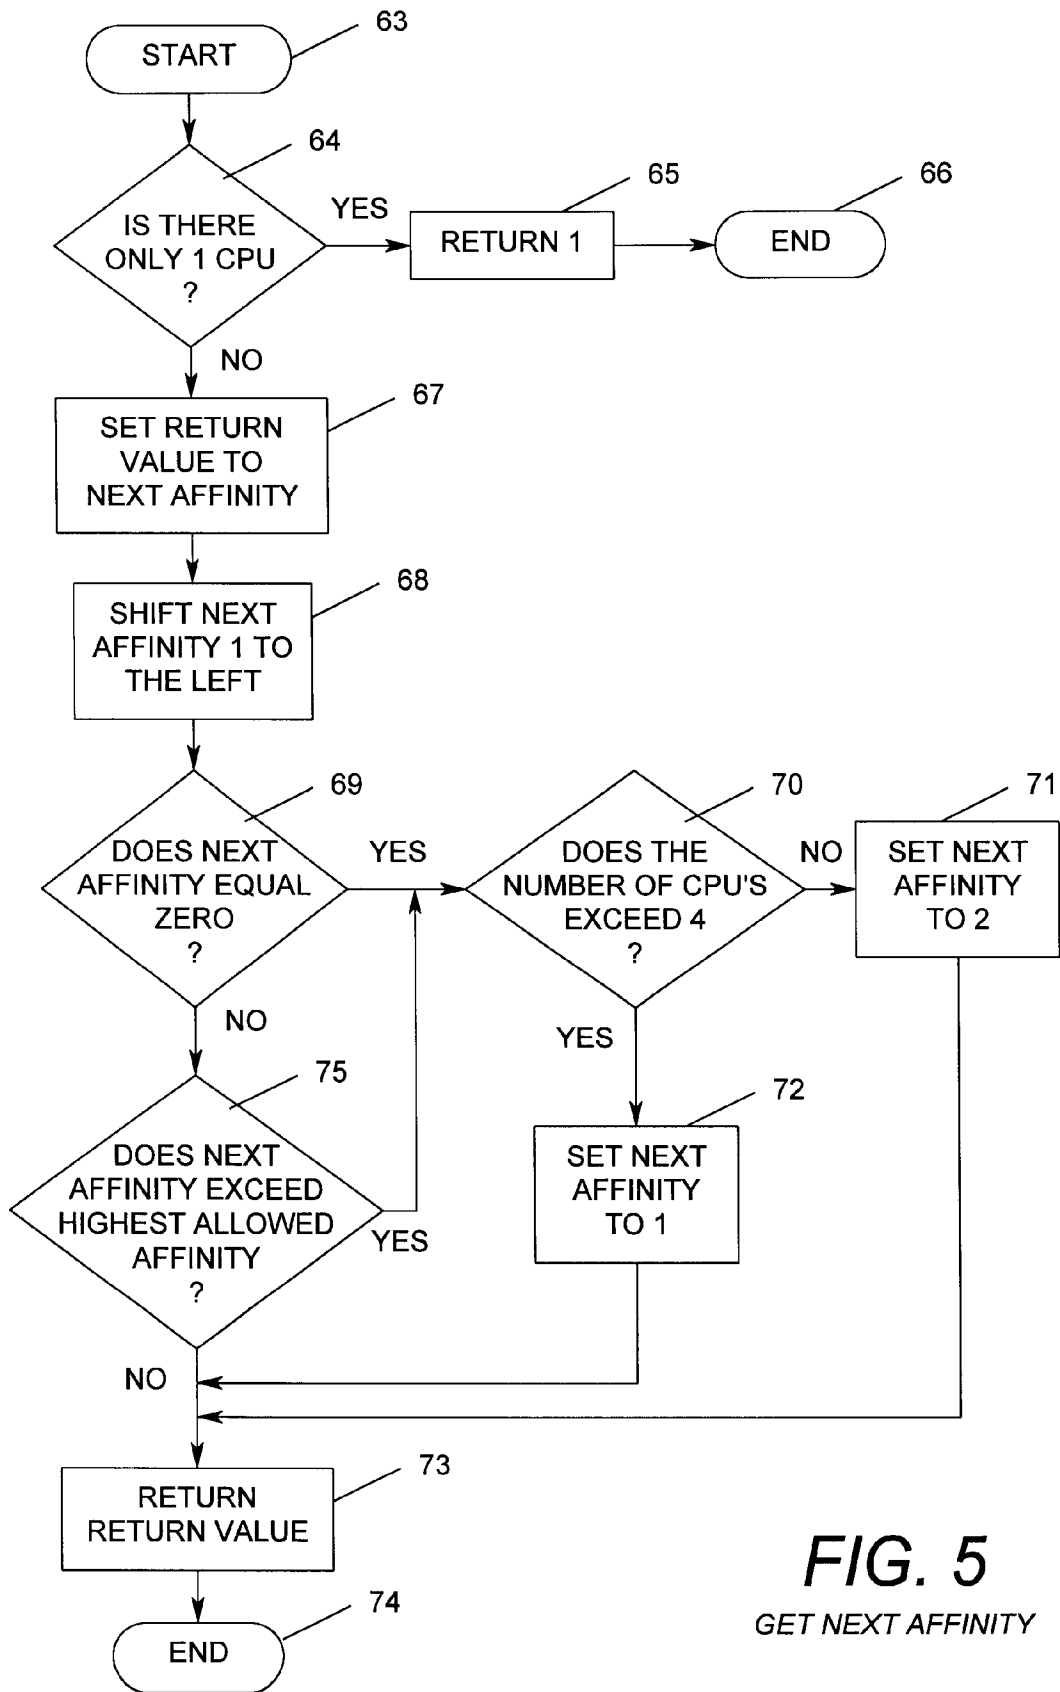 63
START
64
IS THERE
ONLY 1 CPU
?
YES
65
RETURN 1
66
END
NO
67
SET RETURN
VALUE TO
NEXT AFFINITY
68
SHIFT NEXT
AFFINITY 1 TO
THE LEFT
69
DOES NEXT
AFFINITY EQUAL
ZERO
?
YES
70
DOES THE
NUMBER OF CPU'S
EXCEED 4
?
NO
71
SET NEXT
AFFINITY
TO 2
NO
YES
75
DOES NEXT
AFFINITY EXCEED
HIGHEST ALLOWED
AFFINITY
?
YES
72
SET NEXT
AFFINITY
TO 1
NO
73
RETURN
RETURN VALUE
74
END
FIG. 5
GET NEXT AFFINITY